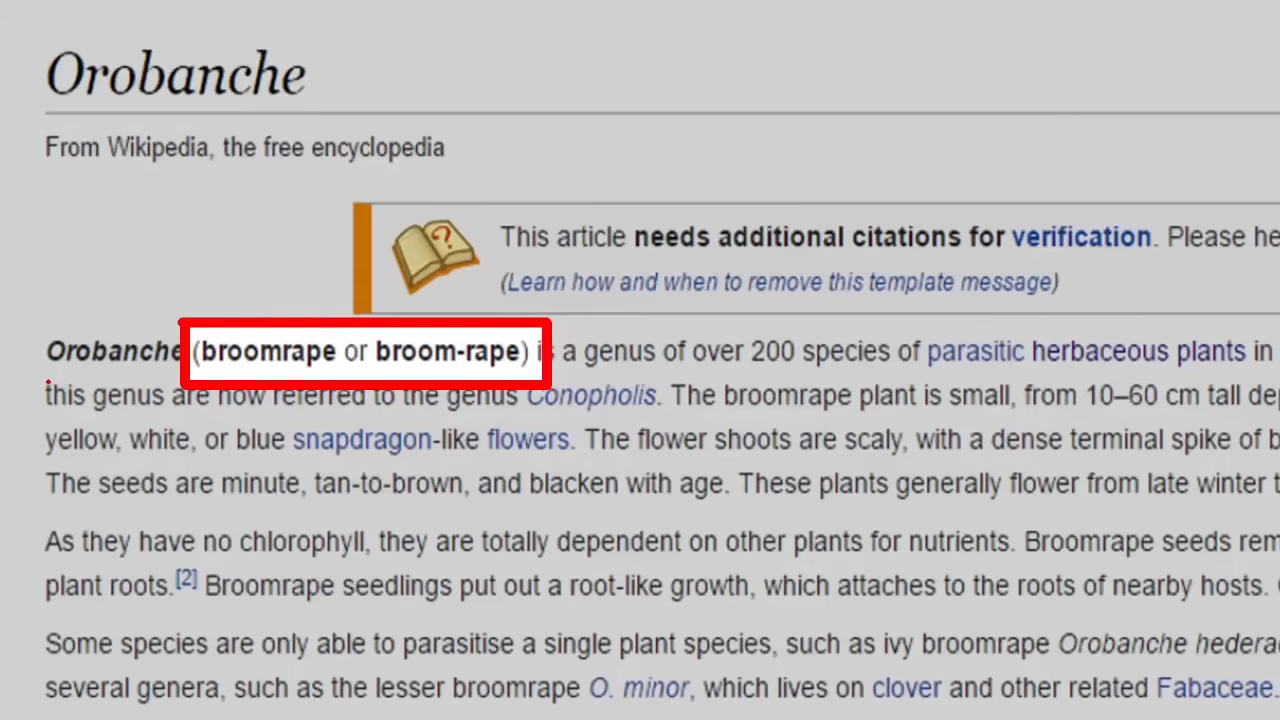 Orobanche
From Wikipedia, the free encyclopedia
This article needs additional citations for verification. Please he
(Learn how and when to remove this template message)
Orobanche (broomrape or broom-rape) is a genus of over 200 species of parasitic herbaceous plants in
this genus are now referred to the genus Conopholis. The broomrape plant is small, from 10–60 cm tall de
yellow, white, or blue snapdragon-like flowers. The flower shoots are scaly, with a dense terminal spike of b
The seeds are minute, tan-to-brown, and blacken with age. These plants generally flower from late winter t
As they have no chlorophyll, they are totally dependent on other plants for nutrients. Broomrape seeds rem
plant roots.[2] Broomrape seedlings put out a root-like growth, which attaches to the roots of nearby hosts.
Some species are only able to parasitise a single plant species, such as ivy broomrape Orobanche hedera
several genera, such as the lesser broomrape O. minor, which lives on clover and other related Fabaceae.